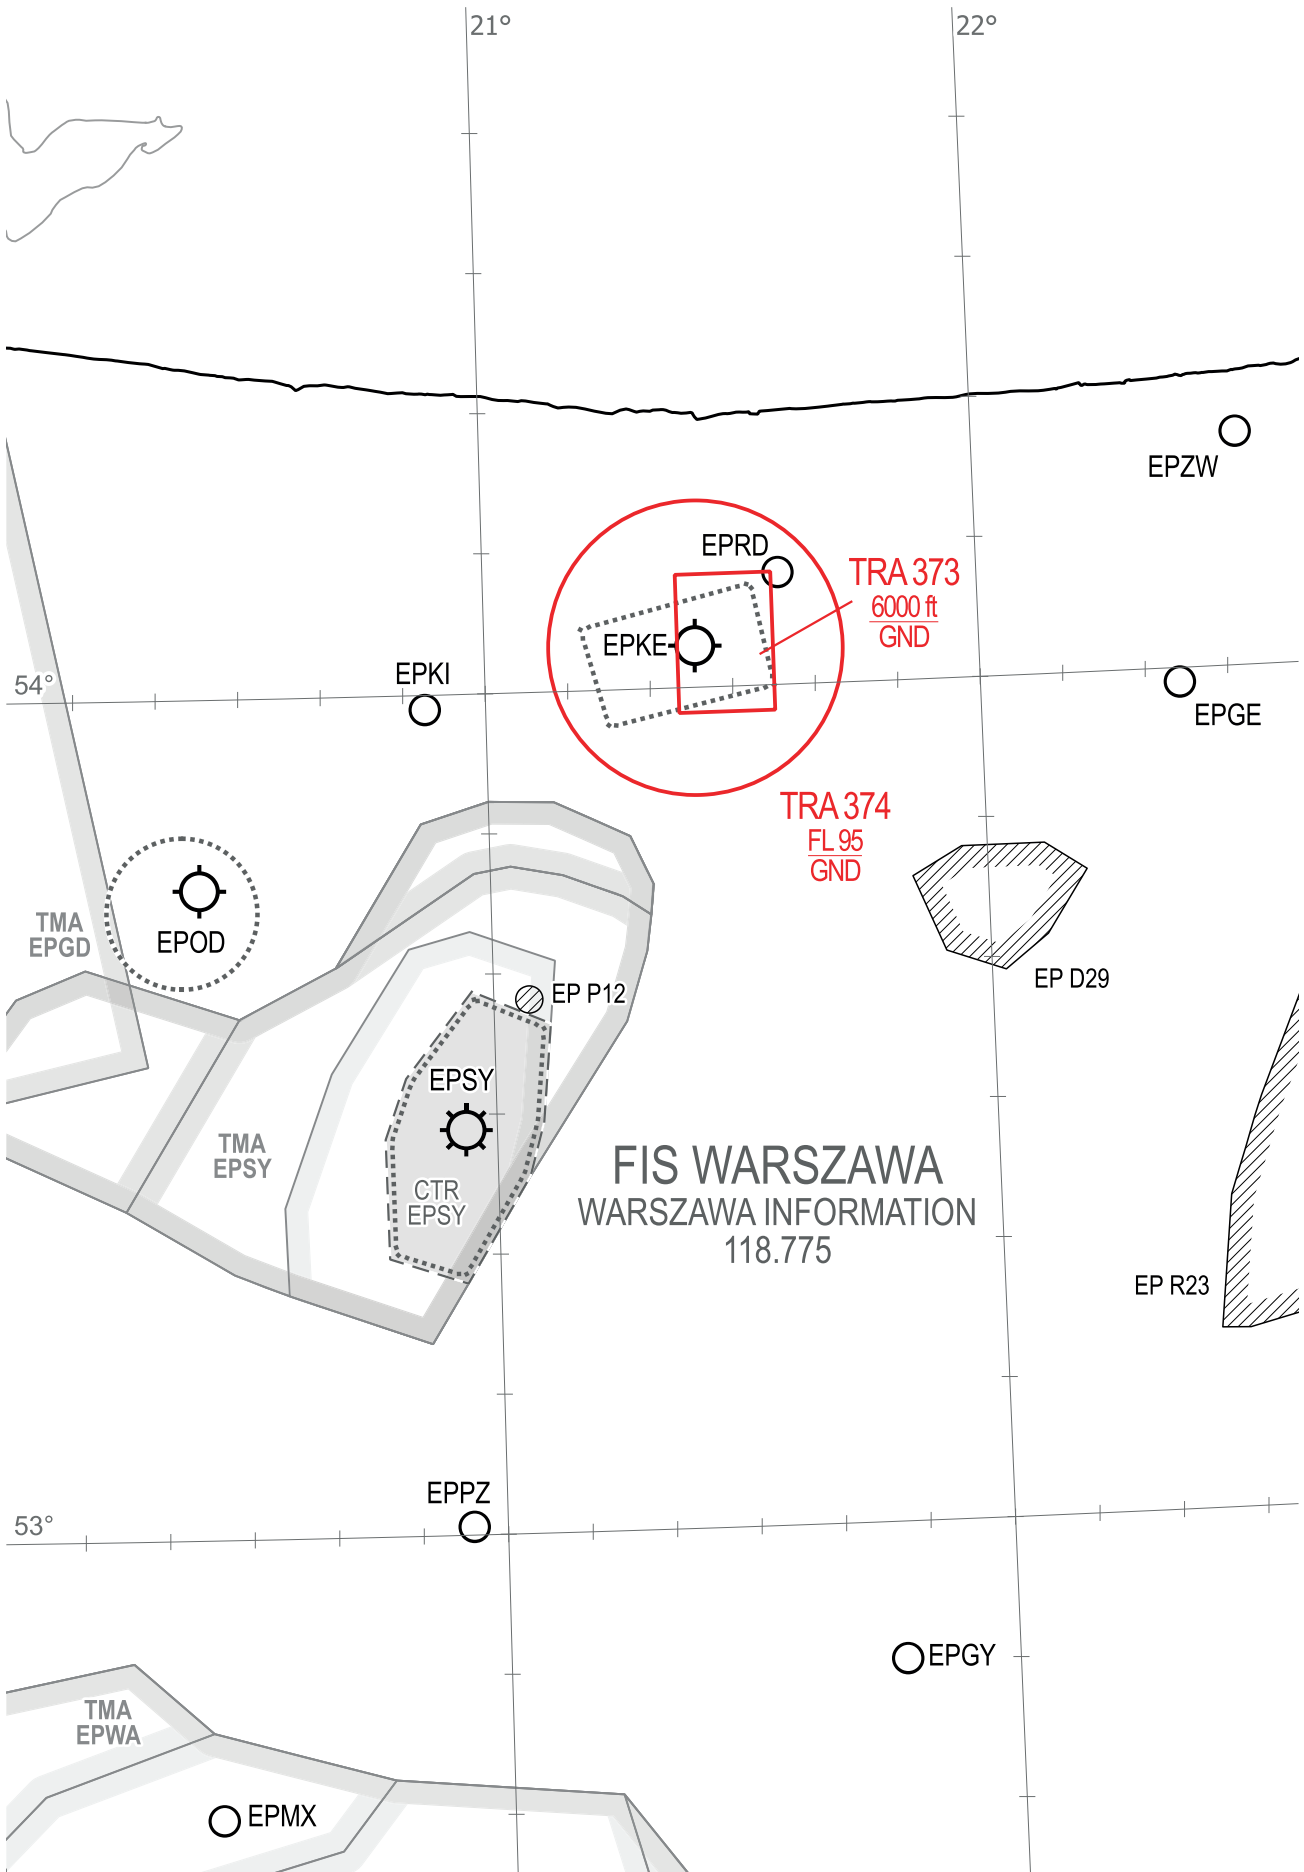 21°
22°
EPZW
EPRD
TRA 373
6000 ft
GND
EPKE
EPKI
54°
EPGE
TRA 374
FL 95
GND
TMA
EPGD
EPOD
EP P12
EP D29
EPSY
TMA
EPSY
CTR
EPSY
FIS WARSZAWA
WARSZAWA INFORMATION
118.775
EP R23
EPPZ
53°
EPGY
TMA
EPWA
EPMX